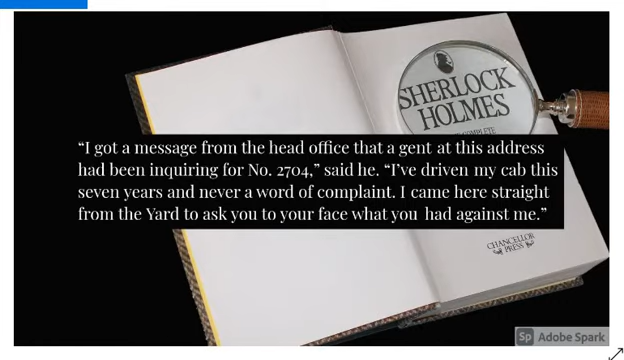 SHERLOCK
HOLMES
COMPLETE
“I got a message from the head office that a gent at this address
had been inquiring for No. 2704,” said he. “I’ve driven my cab this
seven years and never a word of complaint. I came here straight
from the Yard to ask you to your face what you had against me.”
CHANCELLOR
PRESS
Sp Adobe Spark